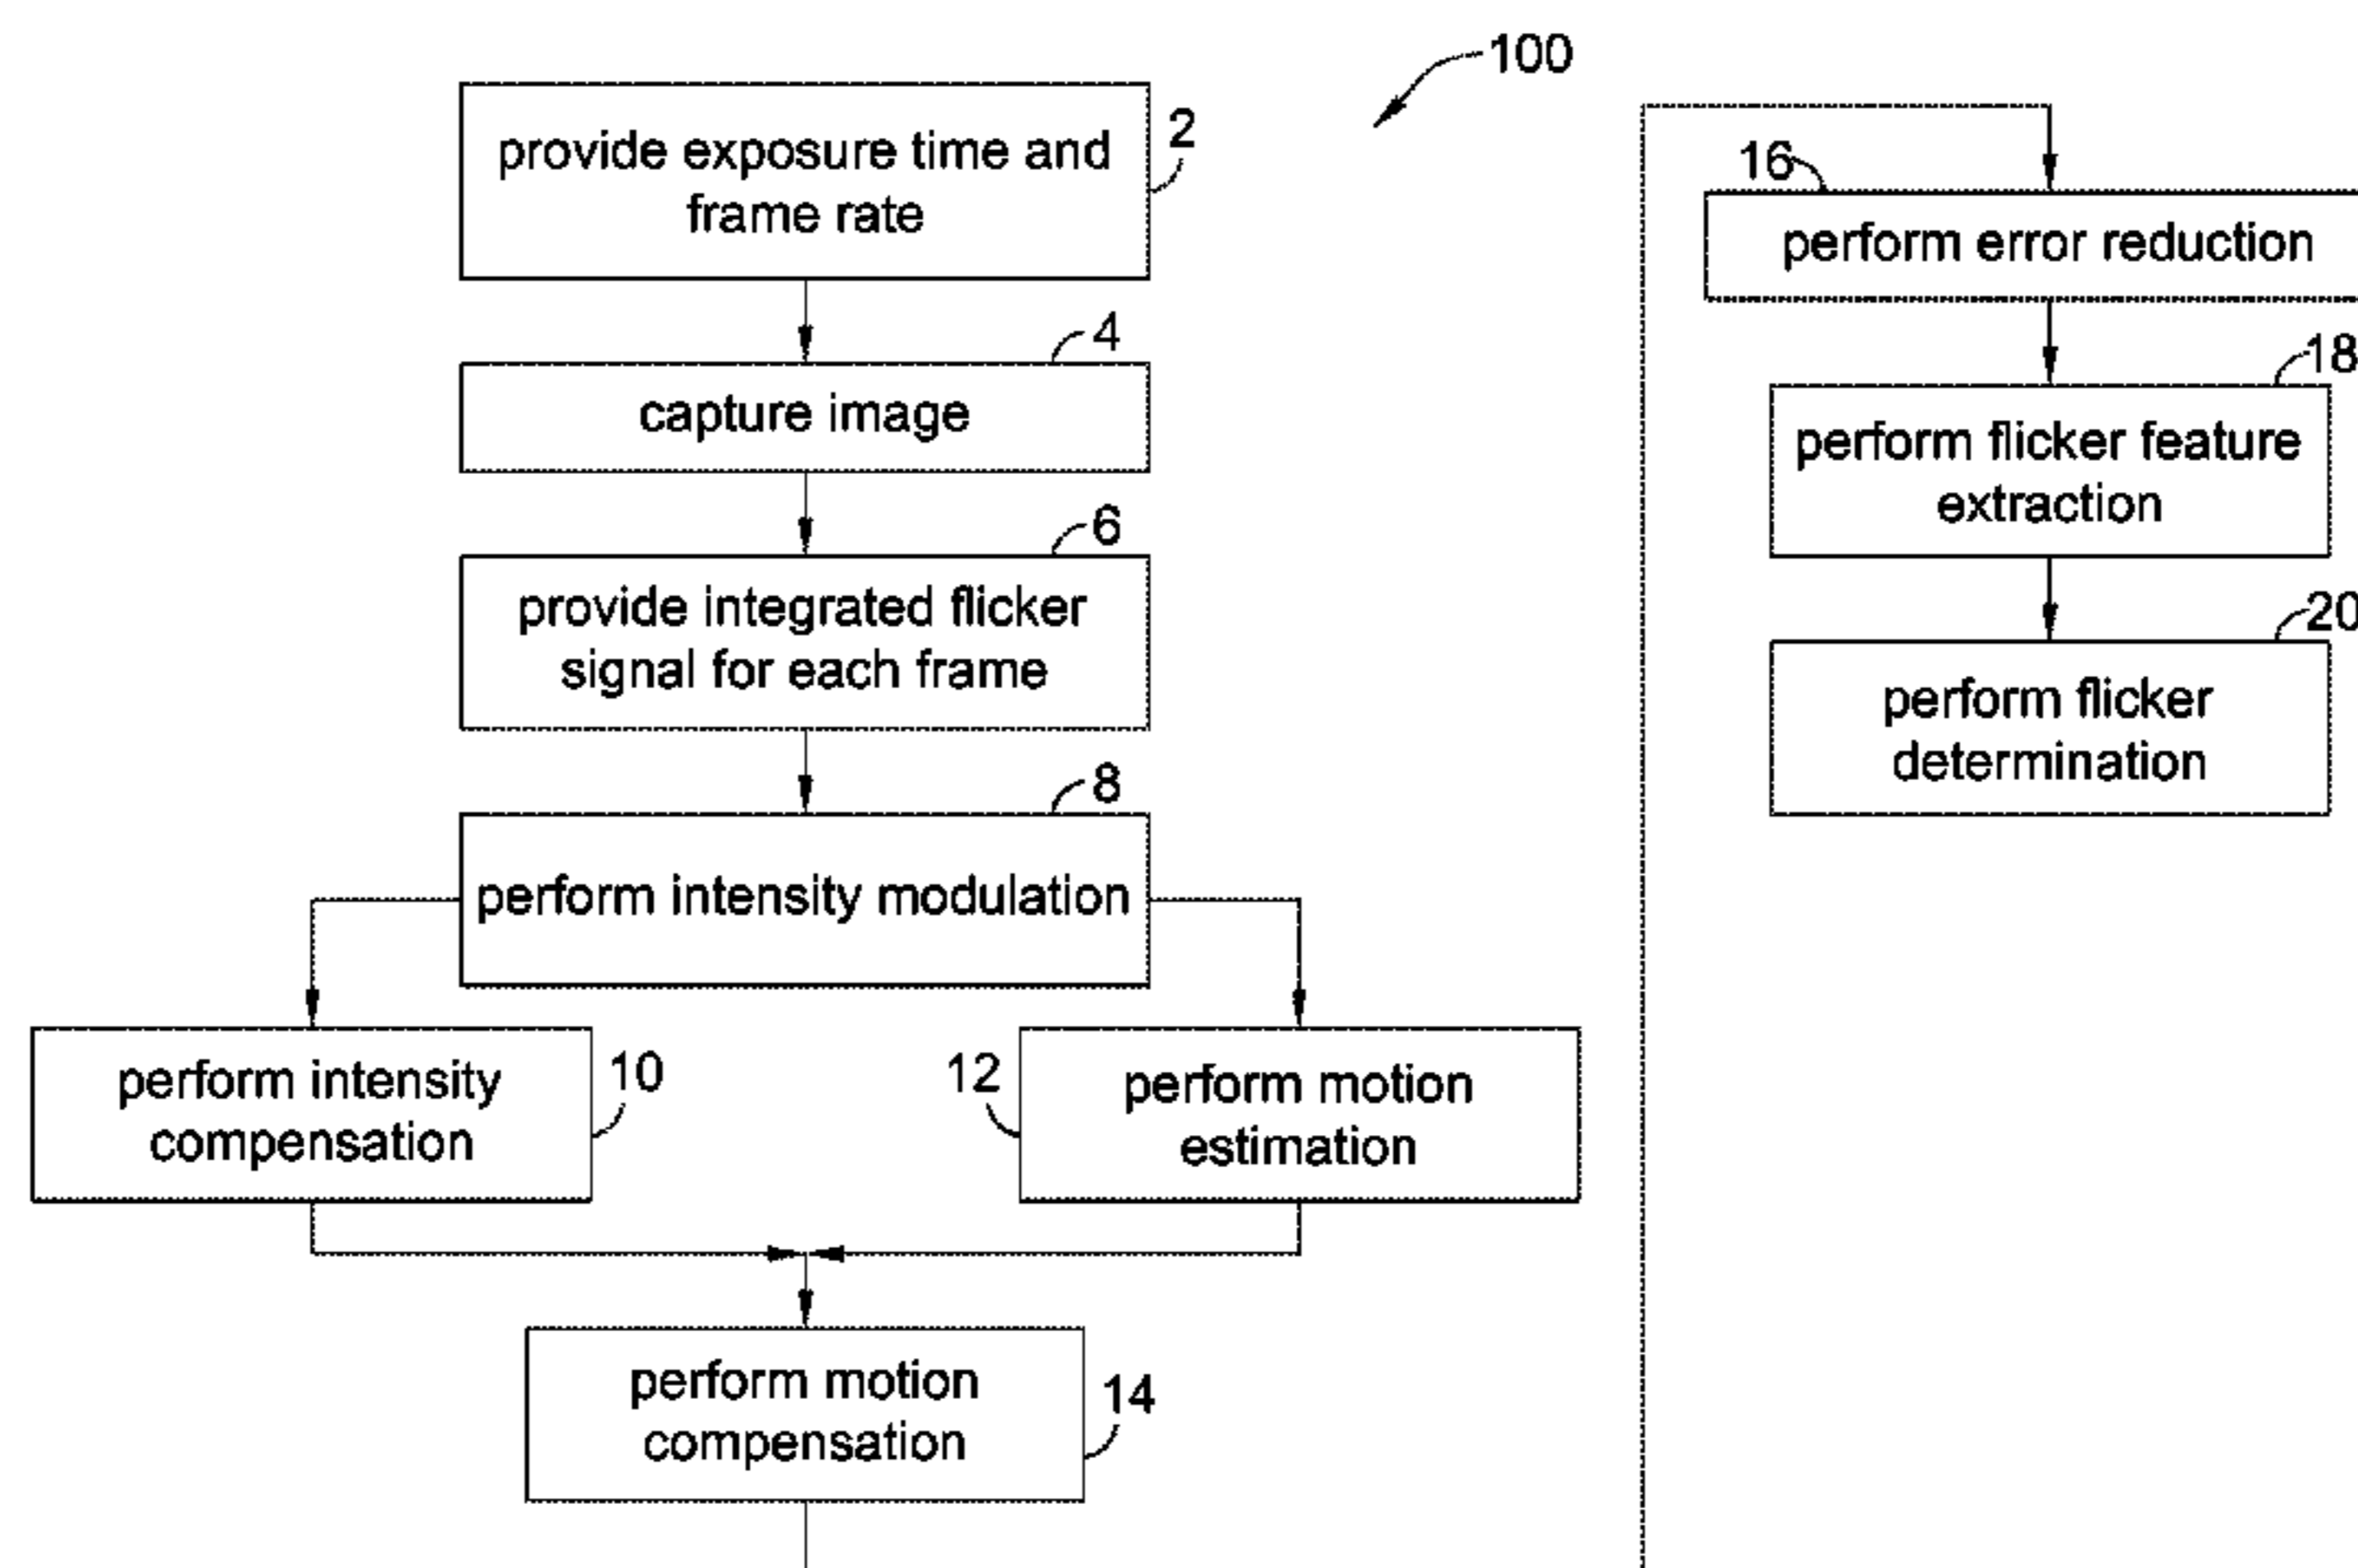 100
provide exposure time and
frame rate
2
capture image
4
provide integrated flicker
signal for each frame
6
perform intensity modulation
8
perform intensity
compensation
10
12
perform motion
estimation
perform motion
compensation
14
16
perform error reduction
18
perform flicker feature
extraction
20
perform flicker
determination